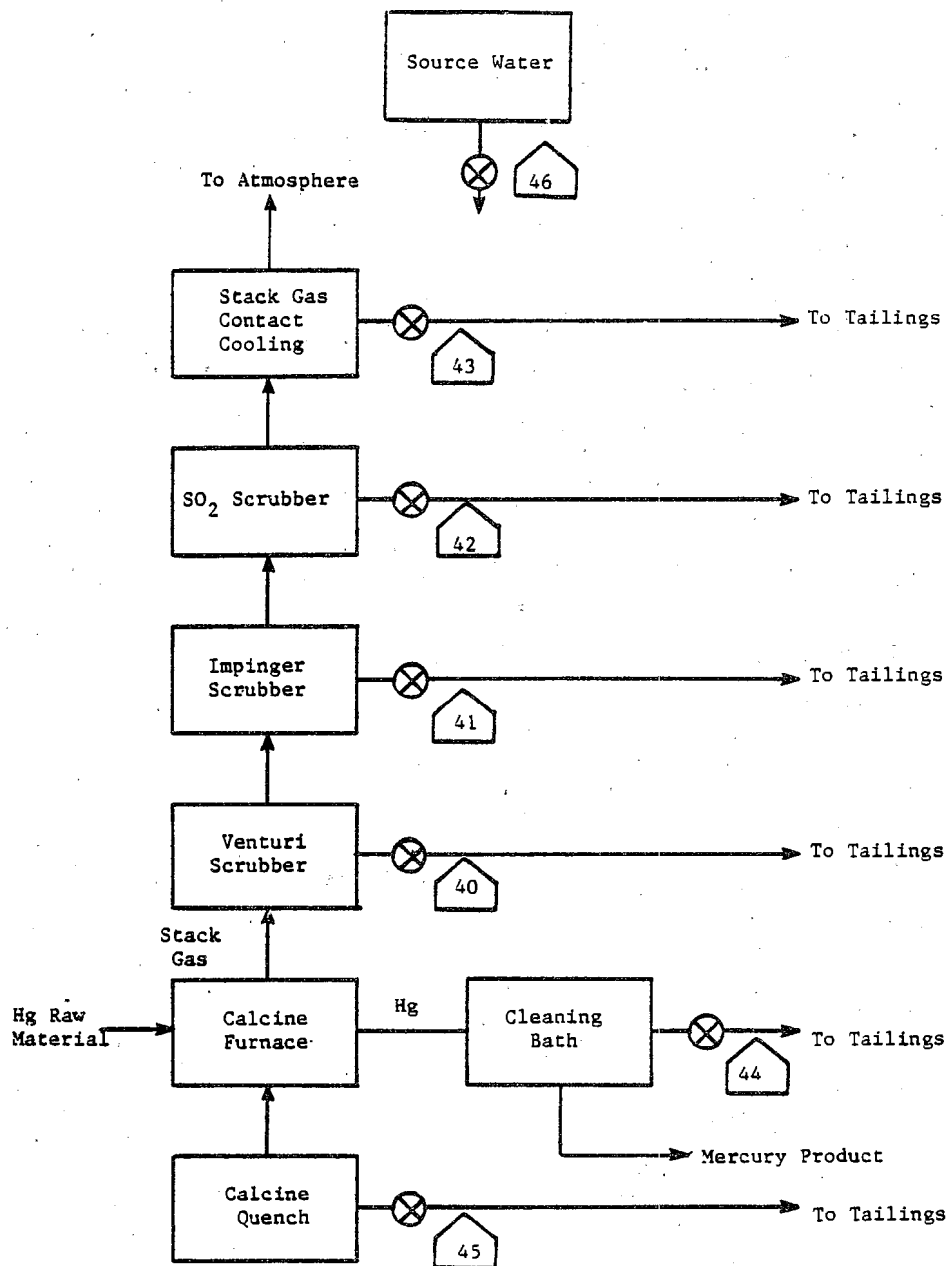 Source Water
46
To Atmosphere
Stack Gas
Contact
Cooling
43
To Tailings
SO2 Scrubber
42
To Tailings
Impinger
Scrubber
41
To Tailings
Venturi
Scrubber
40
To Tailings
Stack
Gas
Hg Raw
Material
Calcine
Furnace
Hg
Cleaning
Bath
44
To Tailings
Mercury Product
Calcine
Quench
45
To Tailings